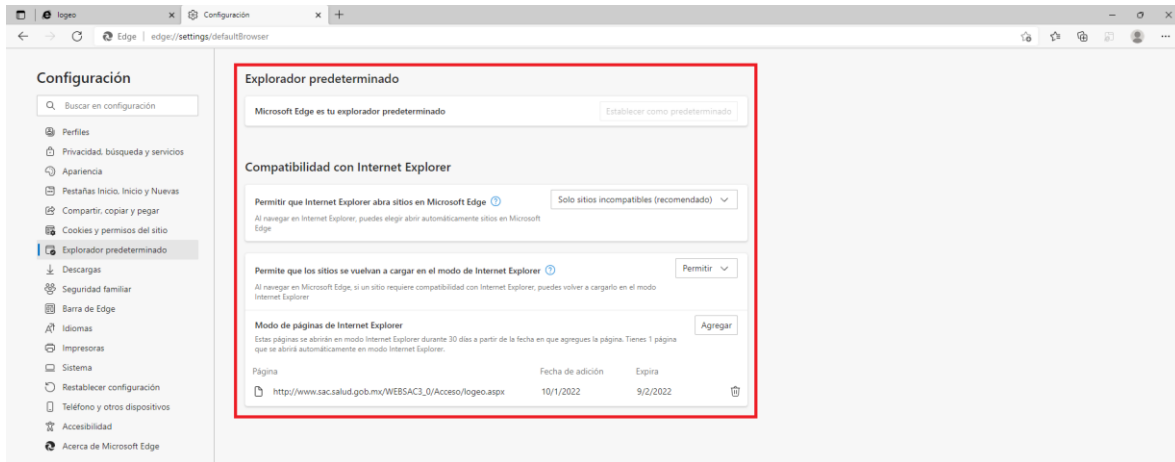 logeo
Configuración
Edge | edge://settings/defaultBrowser
Configuración
Buscar en configuración
Perfiles
Privacidad, búsqueda y servicios
Apariencia
Pestañas Inicio, Inicio y Nuevas
Compartir, copiar y pegar
Cookies y permisos del sitio
Explorador predeterminado
Descargas
Seguridad familiar
Barra de Edge
Idiomas
Impresoras
Sistema
Restablecer configuración
Teléfono y otros dispositivos
Accesibilidad
Acerca de Microsoft Edge
Explorador predeterminado
Microsoft Edge es tu explorador predeterminado
Establecer como predeterminado
Compatibilidad con Internet Explorer
Permitir que Internet Explorer abra sitios en Microsoft Edge
Solo sitios incompatibles (recomendado)
Al navegar en Internet Explorer, puedes elegir abrir automáticamente sitios en Microsoft
Edge
Permite que los sitios se vuelvan a cargar en el modo de Internet Explorer
Permitir
Al navegar en Microsoft Edge, si un sitio requiere compatibilidad con Internet Explorer, puedes volver a cargarlo en el modo
Internet Explorer
Modo de páginas de Internet Explorer
Agregar
Estas páginas se abrirán en modo Internet Explorer durante 30 días a partir de la fecha en que agregues la página. Tienes 1 página
que se abrirá automáticamente en modo Internet Explorer.
Página Fecha de adición Expira
http://www.sac.salud.gob.mx/WEBSAC3_0/Acceso/logeo.aspx 10/1/2022 9/2/2022